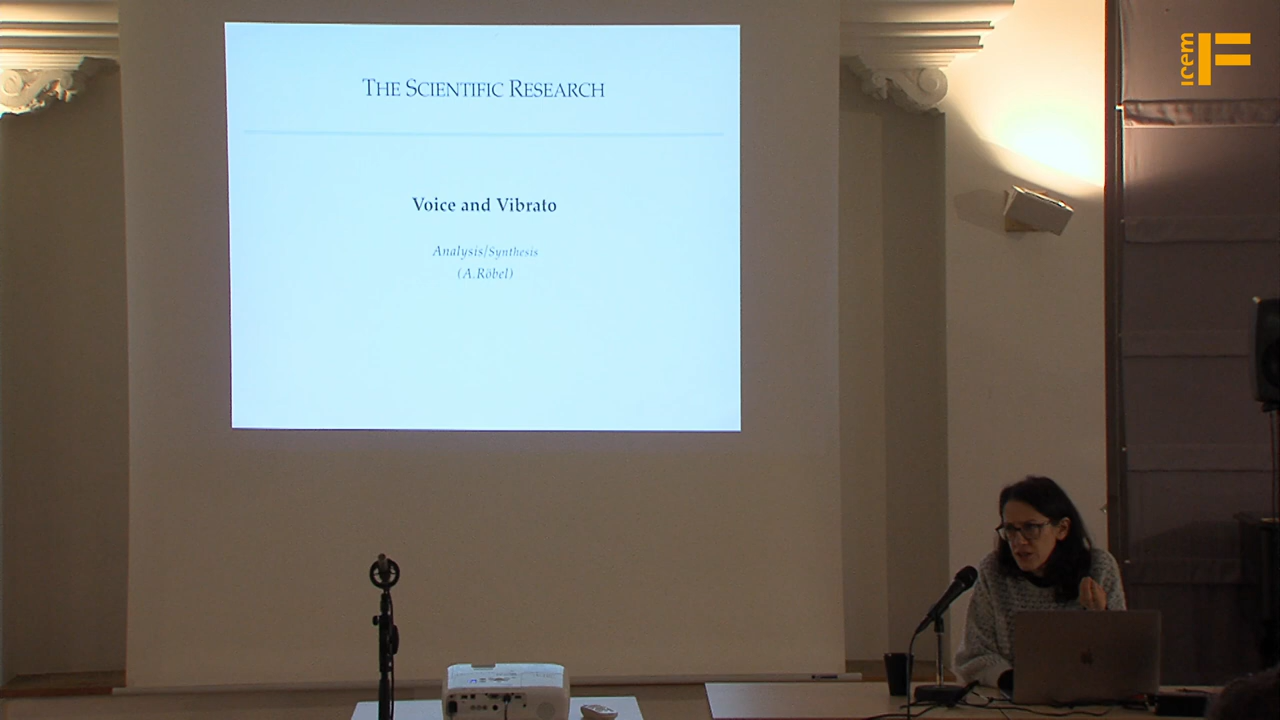 THE SCIENTIFIC RESEARCH
Voice and Vibrato
Analysis/Synthesis
(A.Röbel)
icem